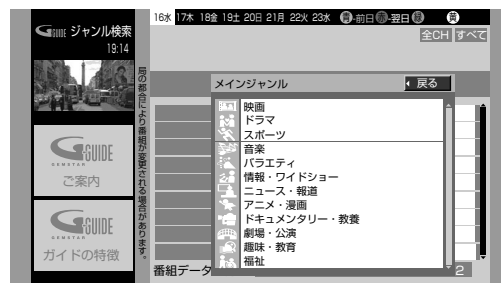 GGUIDE ジャンル検索
19:14
16水 17木 18金 19土 20日 21月 22火 23水 青-前日 赤-翌日 緑 黄
全CH すべて
局の都合により番組が変更される場合があります。
メインジャンル 戻る
映画
ドラマ
スポーツ
音楽
バラエティ
情報・ワイドショー
ニュース・報道
アニメ・漫画
ドキュメンタリー・教養
劇場・公演
趣味・教育
福祉
GGUIDE
GEMSTAR
ご案内
GGUIDE
GEMSTAR
ガイドの特徴
番組データ
2